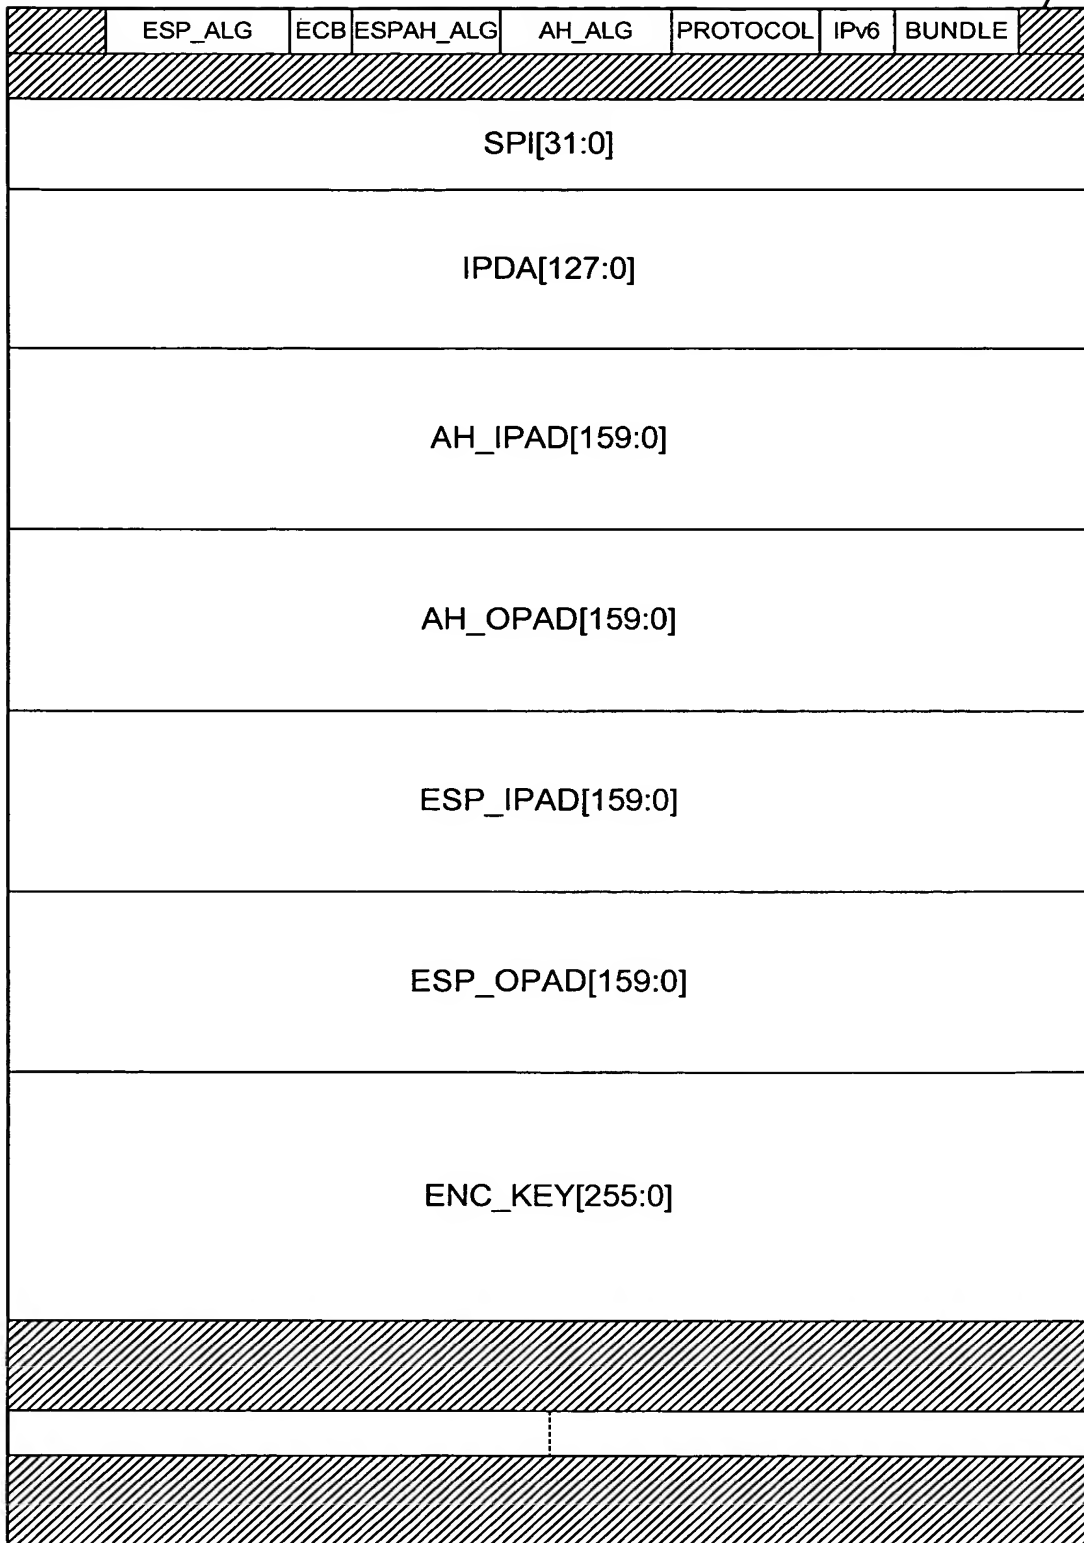 ESP_ALG ECB ESPAH_ALG AH_ALG PROTOCOL IPv6 BUNDLE
SPI[31:0]
IPDA[127:0]
AH_IPAD[159:0]
AH_OPAD[159:0]
ESP_IPAD[159:0]
ESP_OPAD[159:0]
ENC_KEY[255:0]